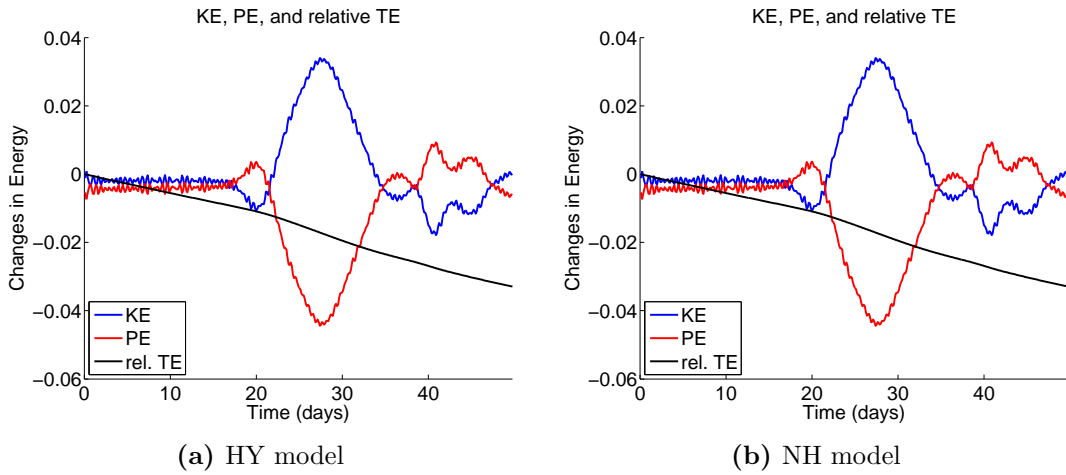 KE, PE, and relative TE
Changes in Energy
0.04
0.02
0
−0.02
−0.04
−0.06
KE
PE
rel. TE
0 10 20 30 40
Time (days)
(a) HY model
KE, PE, and relative TE
Changes in Energy
0.04
0.02
0
−0.02
−0.04
−0.06
KE
PE
rel. TE
0 10 20 30 40
Time (days)
(b) NH model